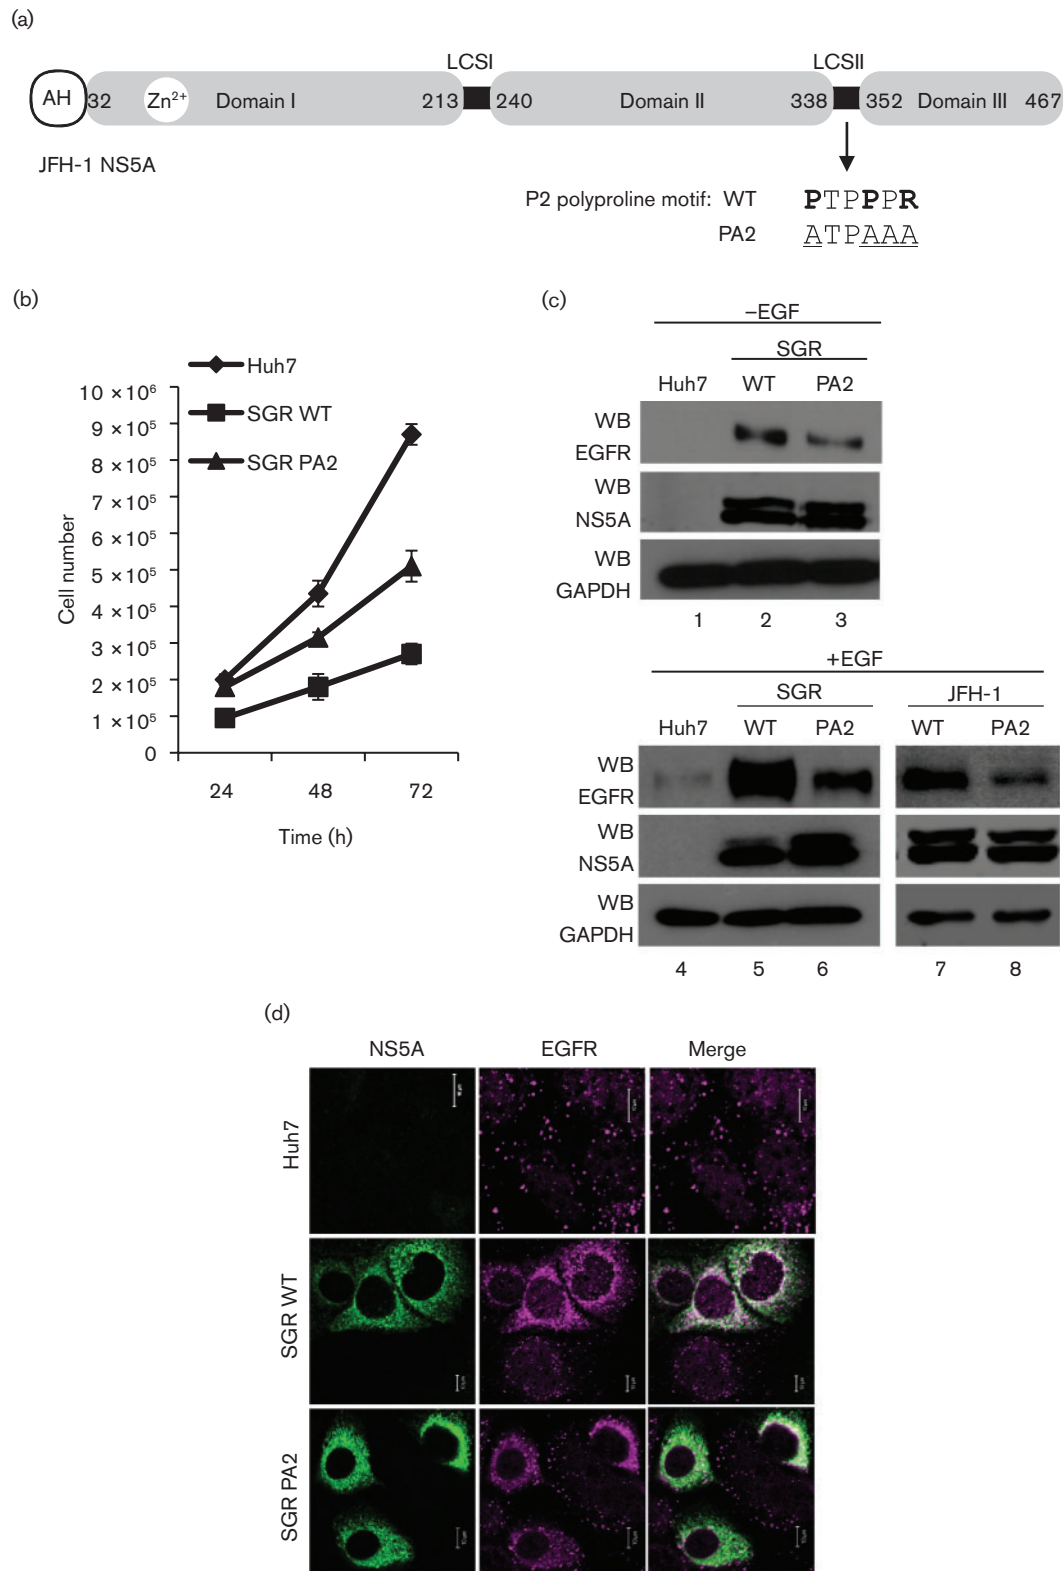 (a)
LCSI LCSII
AH 32 Zn2+ Domain I 213 240 Domain II 338 352 Domain III 467
JFH-1 NS5A
P2 polyproline motif: WT PTPPPR
PA2 ATPAAA
(b)
Huh7
SGR WT
SGR PA2
10 ×10⁶
9 ×10⁵
8 ×10⁵
7 ×10⁵
6 ×10⁵
5 ×10⁵
4 ×10⁵
3 ×10⁵
2 ×10⁵
1 ×10⁵
0
Cell number
24 48 72
Time (h)
(c)
–EGF
SGR
Huh7 WT PA2
WB
EGFR
WB
NS5A
WB
GAPDH
1 2 3
+EGF
SGR JFH-1
Huh7 WT PA2 WT PA2
WB
EGFR
WB
NS5A
WB
GAPDH
4 5 6 7 8
(d)
NS5A EGFR Merge
Huh7
SGR WT
SGR PA2